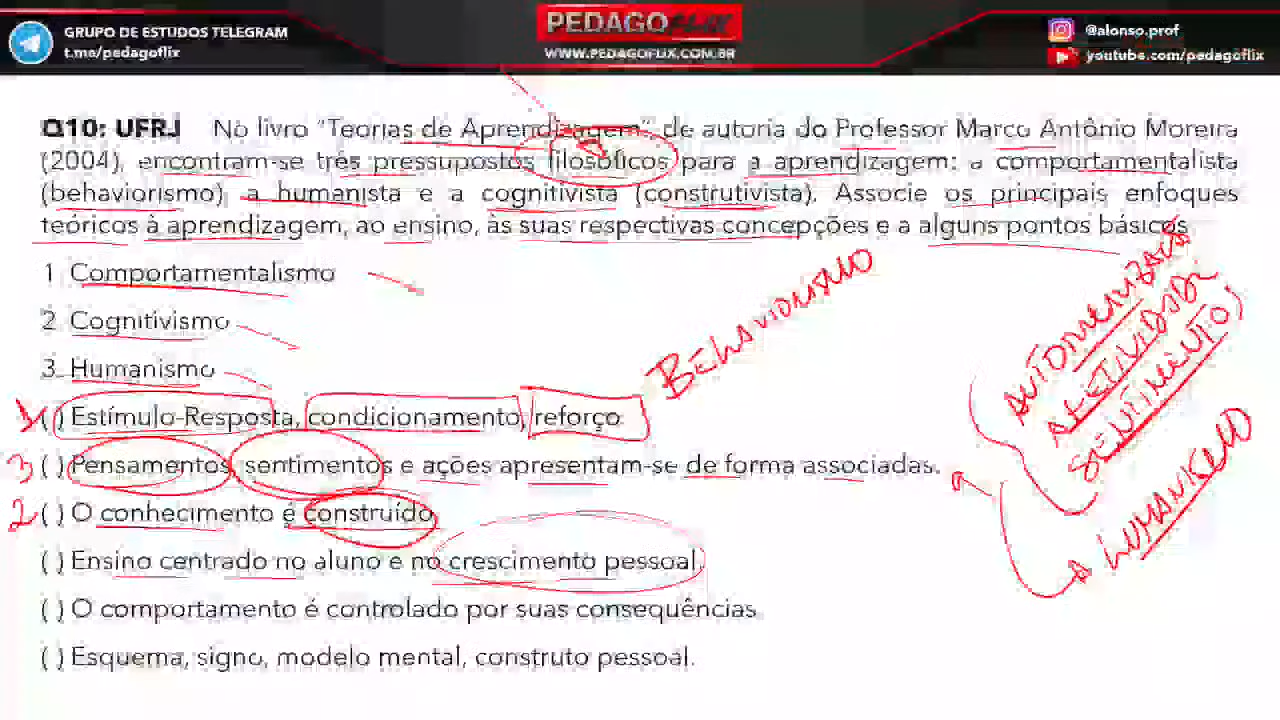 GRUPO DE ESTUDOS TELEGRAM
t.me/pedagoflix
PEDAGOFLIX
WWW.PEDAGOFLIX.COM.BR
@alonso.prof
youtube.com/pedagoflix
Q10: UFRJ No livro "Teorias de Aprendizagem" de autoria do Professor Marco Antônio Moreira
(2004), encontram-se três pressupostos filosóficos para a aprendizagem: a comportamentalista
(behaviorismo), a humanista e a cognitivista (construtivista). Associe os principais enfoques
teóricos à aprendizagem, ao ensino, às suas respectivas concepções e a alguns pontos básicos
1. Comportamentalismo
2. Cognitivismo
3. Humanismo
1 ( ) Estímulo-Resposta, condicionamento, reforço
3 ( ) Pensamentos, sentimentos e ações apresentam-se de forma associadas.
2 ( ) O conhecimento é construído
( ) Ensino centrado no aluno e no crescimento pessoal.
( ) O comportamento é controlado por suas consequências
( ) Esquema, signo, modelo mental, construto pessoal.
BEHAVIORISMO
SENTIMENTOS
HUMANISMO